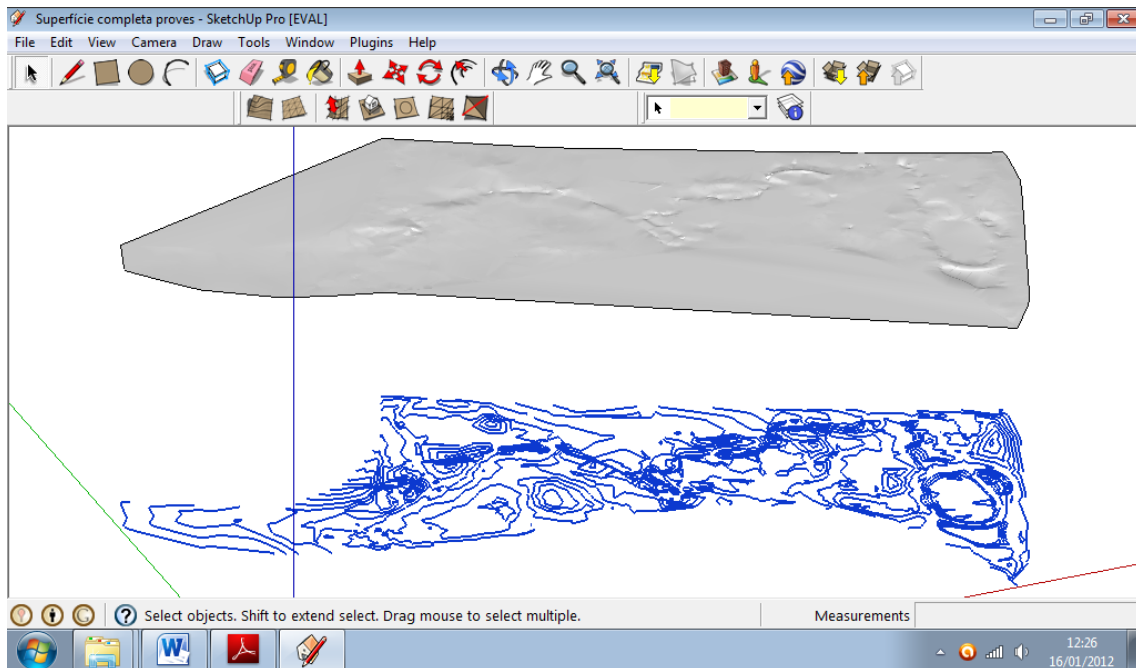 Superfície completa proves - SketchUp Pro [EVAL]
File Edit View Camera Draw Tools Window Plugins Help
Select objects. Shift to extend select. Drag mouse to select multiple.
Measurements
12:26
16/01/2012